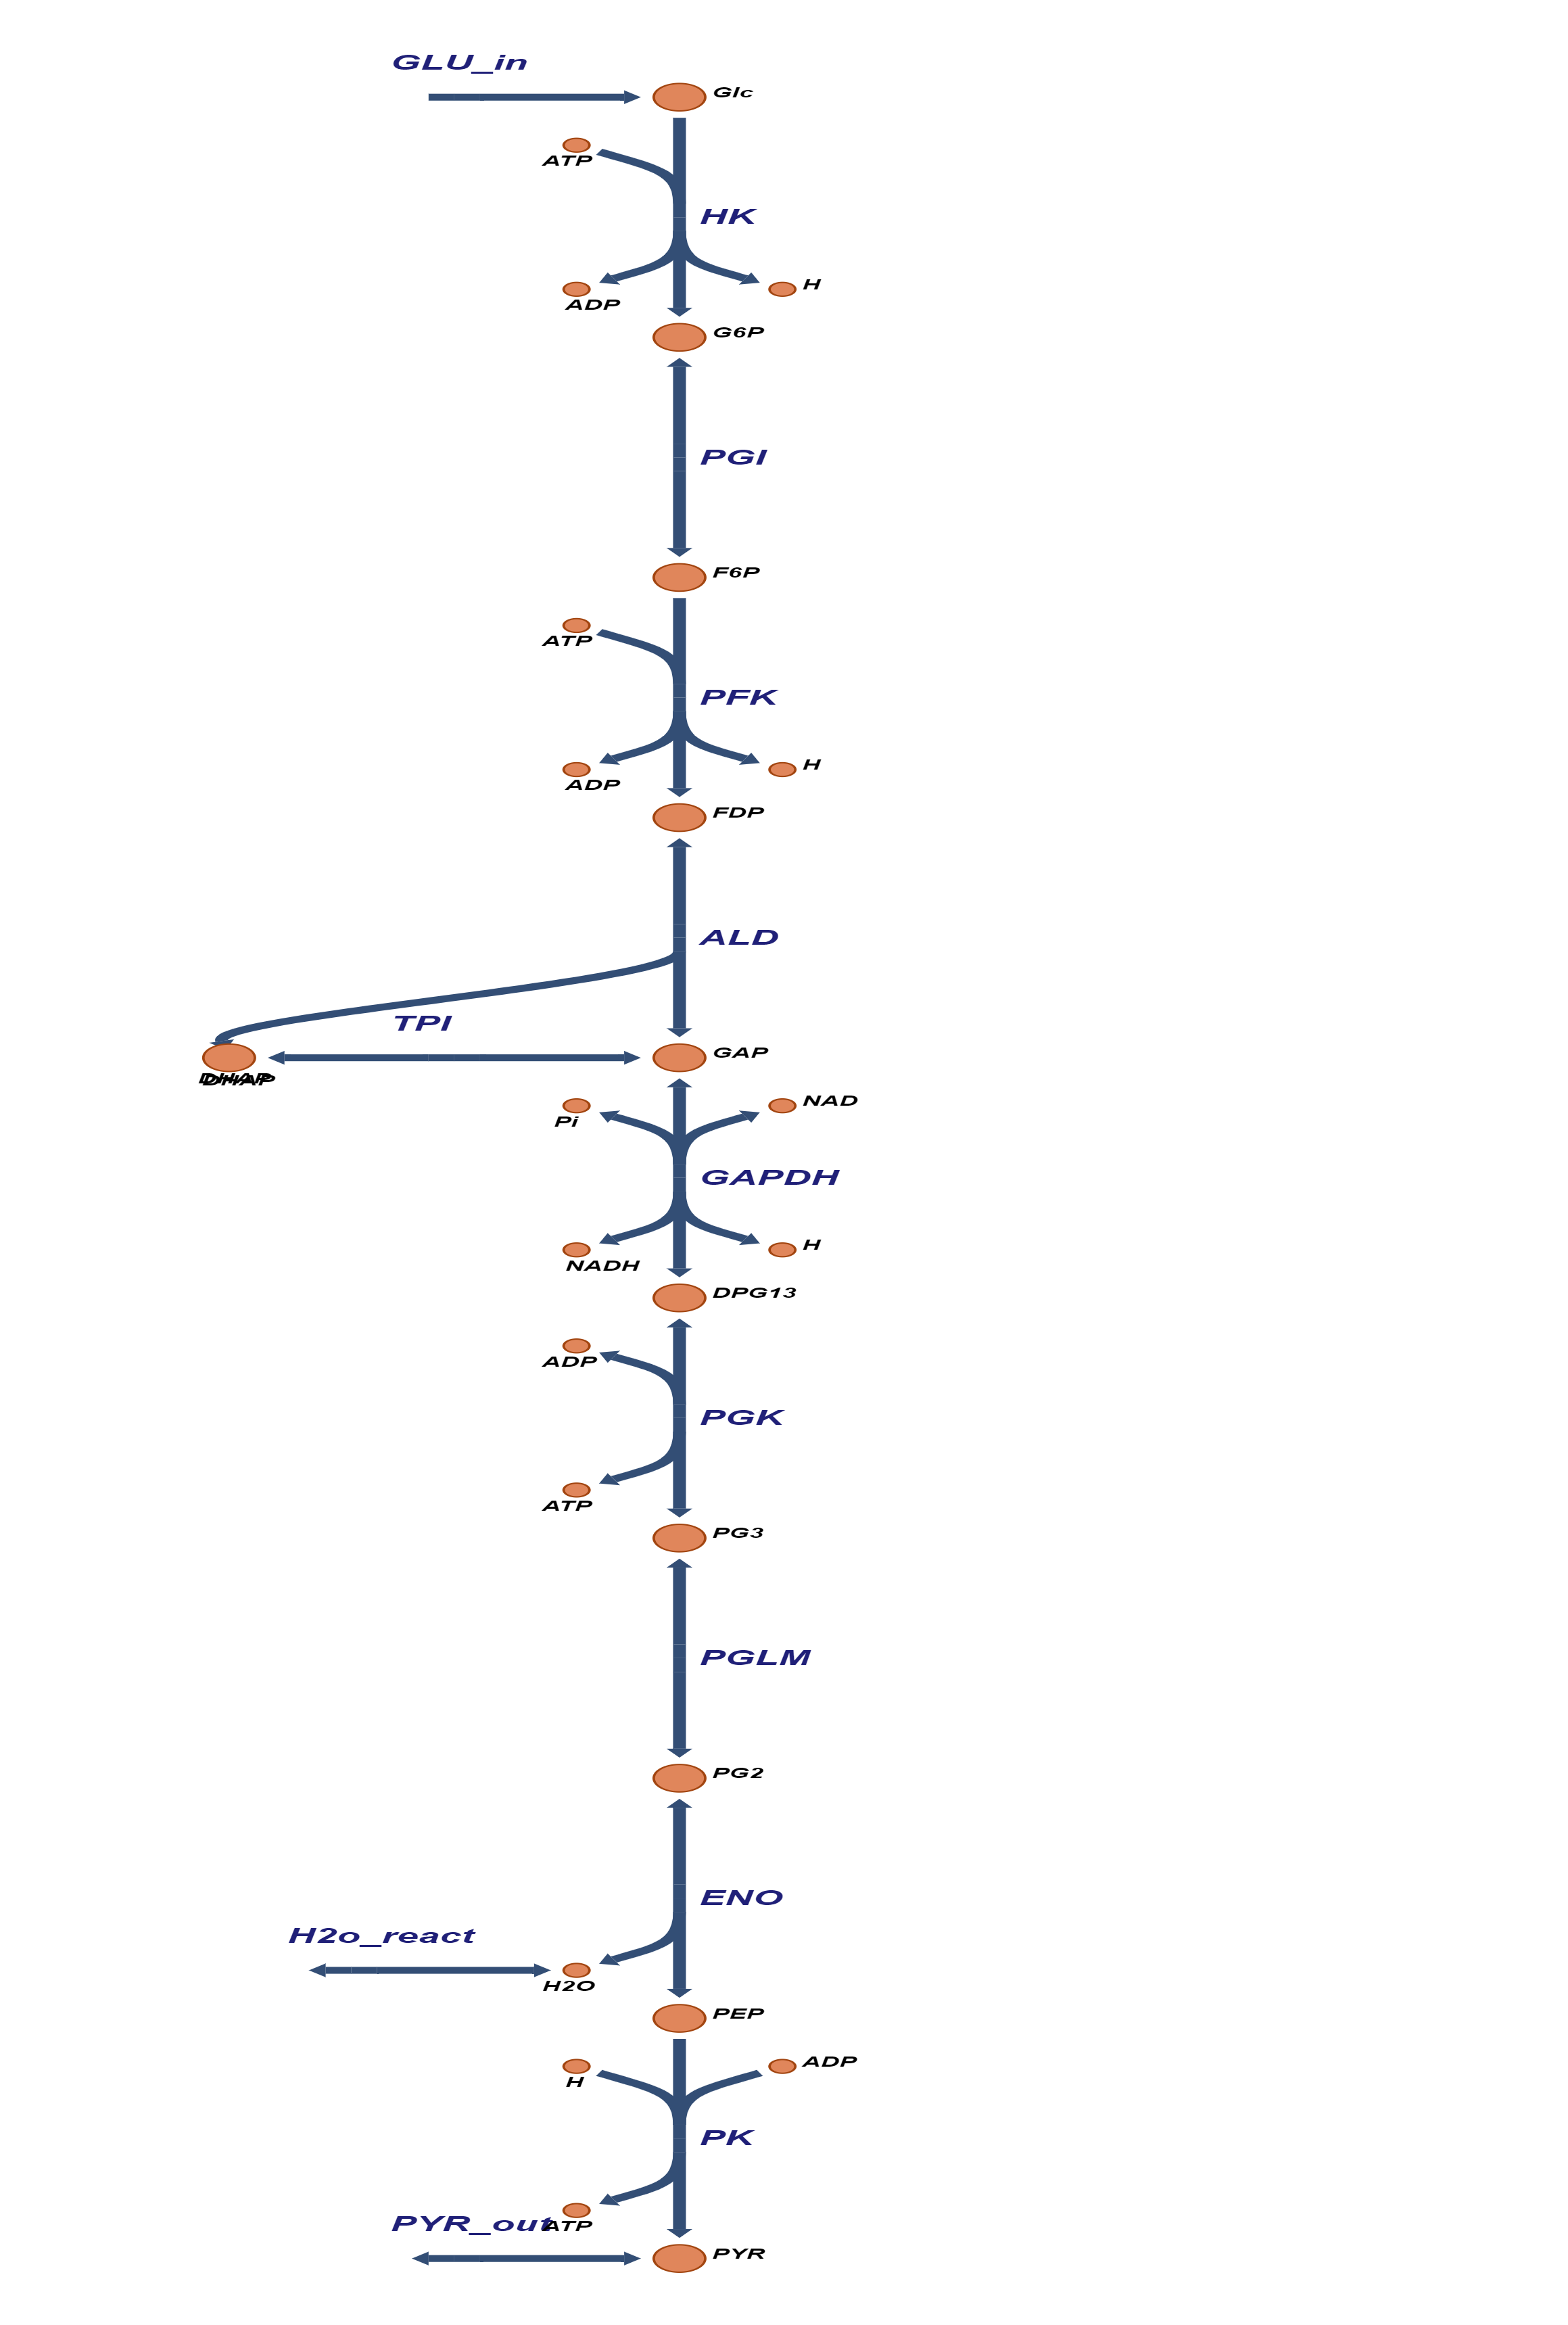 GLU_in
Glc
ATP
HK
ADP
H
G6P
PGI
F6P
ATP
PFK
ADP
H
FDP
ALD
TPI
GAP
DHAP
DHAP
Pi
NAD
GAPDH
NADH
H
DPG13
ADP
PGK
ATP
PG3
PGLM
PG2
ENO
H2o_react
H2O
PEP
H
ADP
PK
PYR_out
ATP
PYR